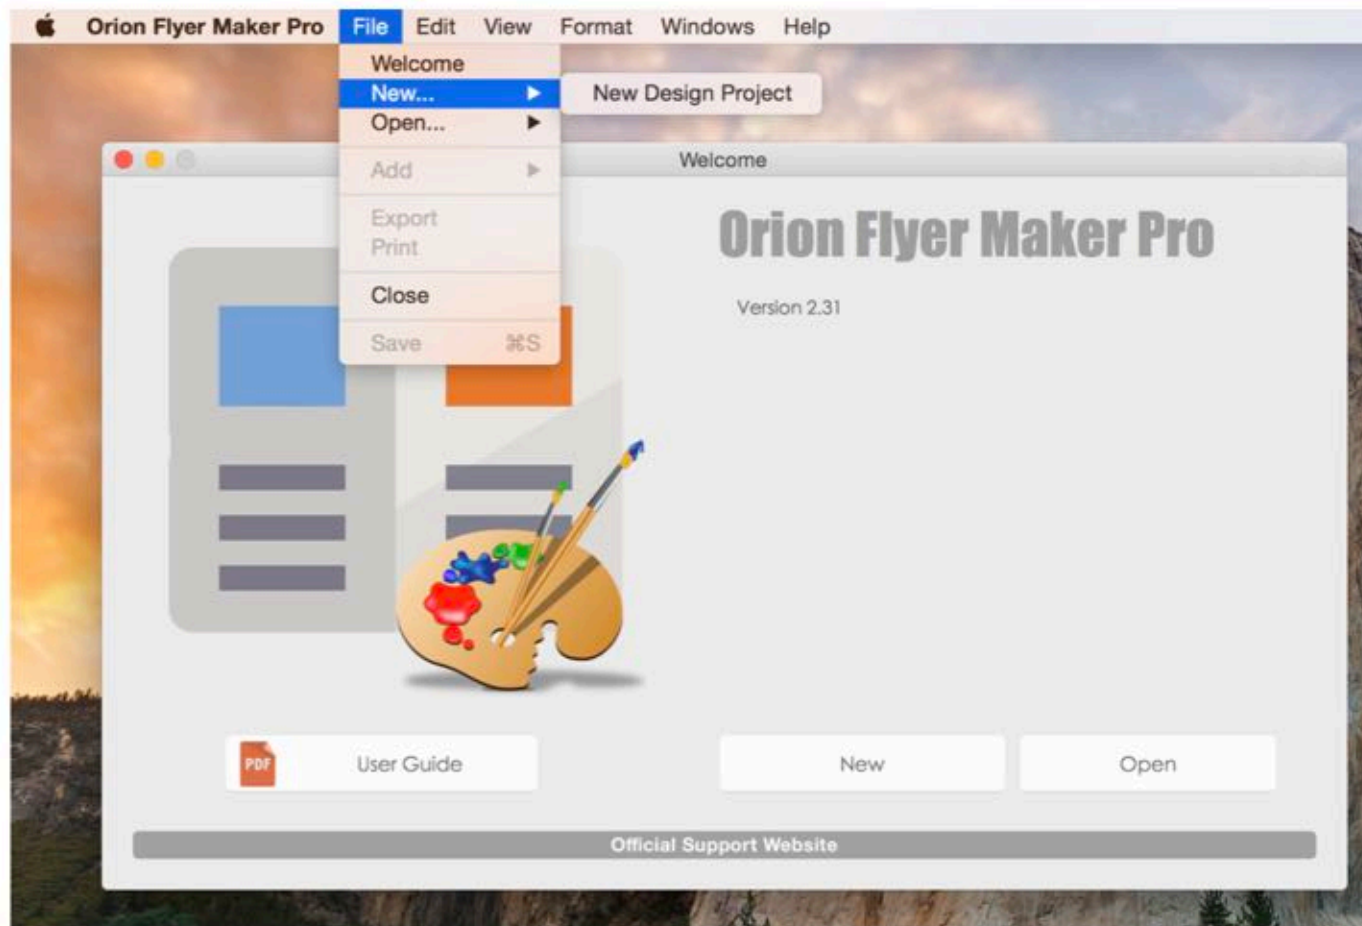 Orion Flyer Maker Pro File Edit View Format Windows Help
Welcome
New...
New Design Project
Open...
Add
Export
Print
Close
Save ⌘S
Welcome
Orion Flyer Maker Pro
Version 2.31
PDF
User Guide
New
Open
Official Support Website